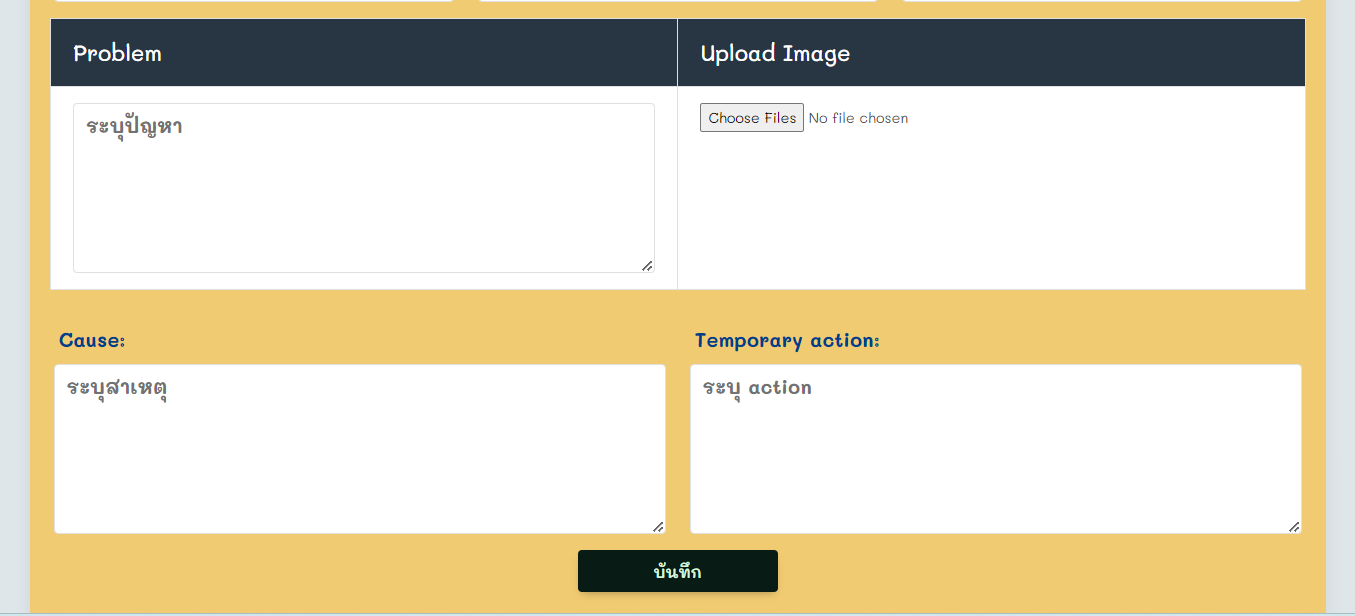 Problem
Upload Image
ระบุปัญหา
Choose Files No file chosen
Cause:
Temporary action:
ระบุสาเหตุ
ระบุ action
บันทึก